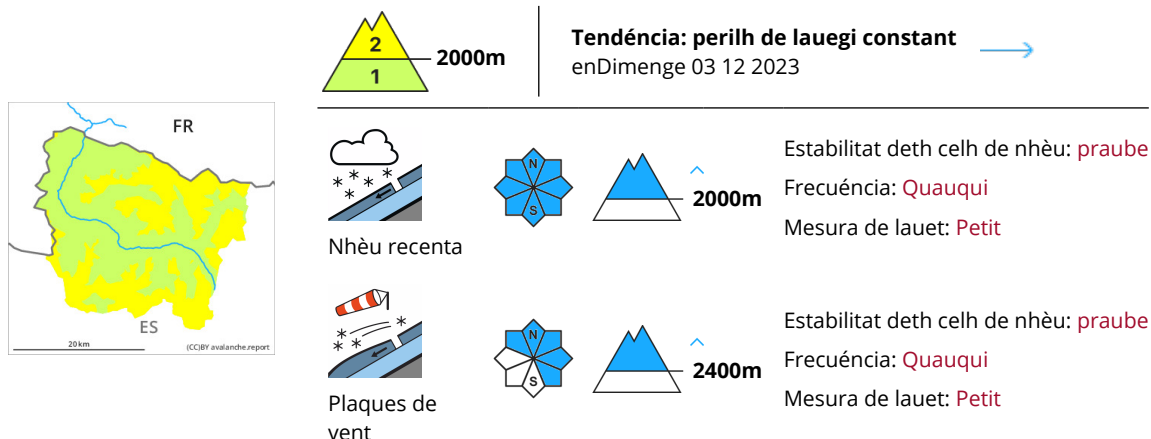 2
1
2000m
Tendéncia: perilh de lauegi constant
enDimenge 03 12 2023
FR
ES
20 km
(CC)BY avalanche.report
Nhèu recenta
N
S
2000m
Estabilitat deth celh de nhèu: praube
Frecuéncia: Quauqui
Mesura de lauet: Petit
Plaques de
vent
N
S
2400m
Estabilitat deth celh de nhèu: praube
Frecuéncia: Quauqui
Mesura de lauet: Petit